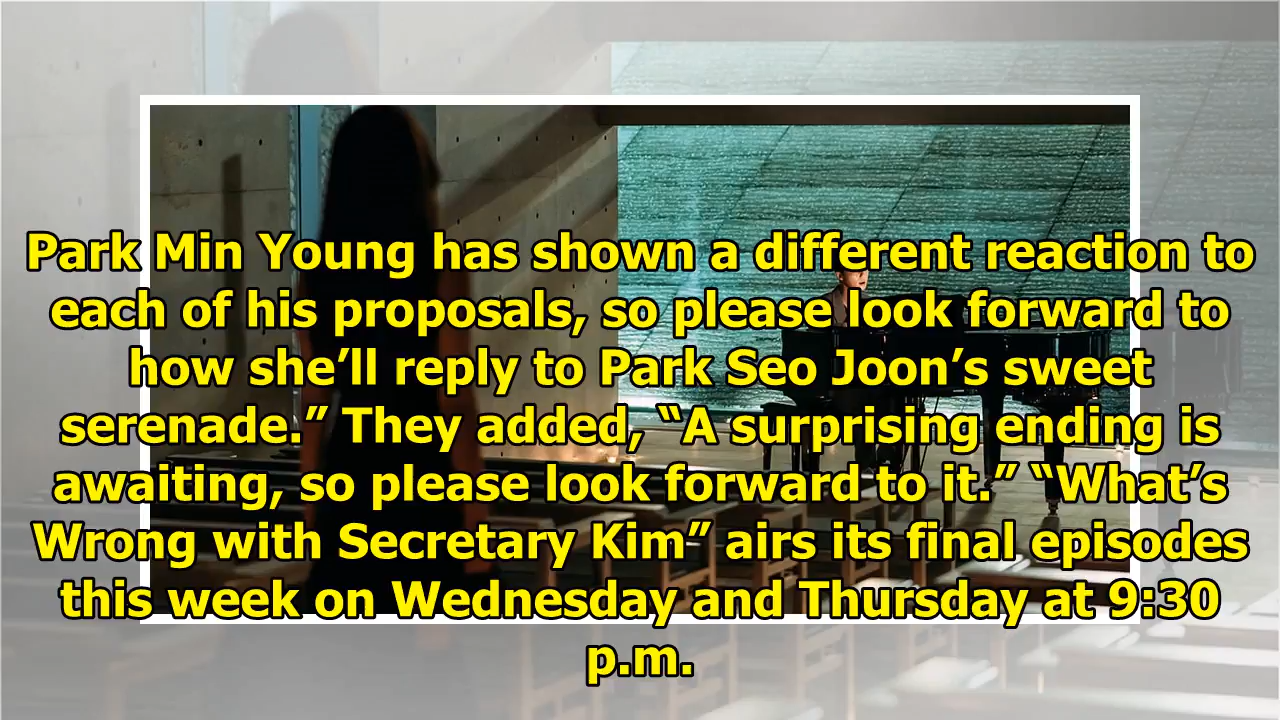 Park Min Young has shown a different reaction to
each of his proposals, so please look forward to
how she’ll reply to Park Seo Joon’s sweet
serenade.” They added, “A surprising ending is
awaiting, so please look forward to it.” “What’s
Wrong with Secretary Kim” airs its final episodes
this week on Wednesday and Thursday at 9:30
p.m.